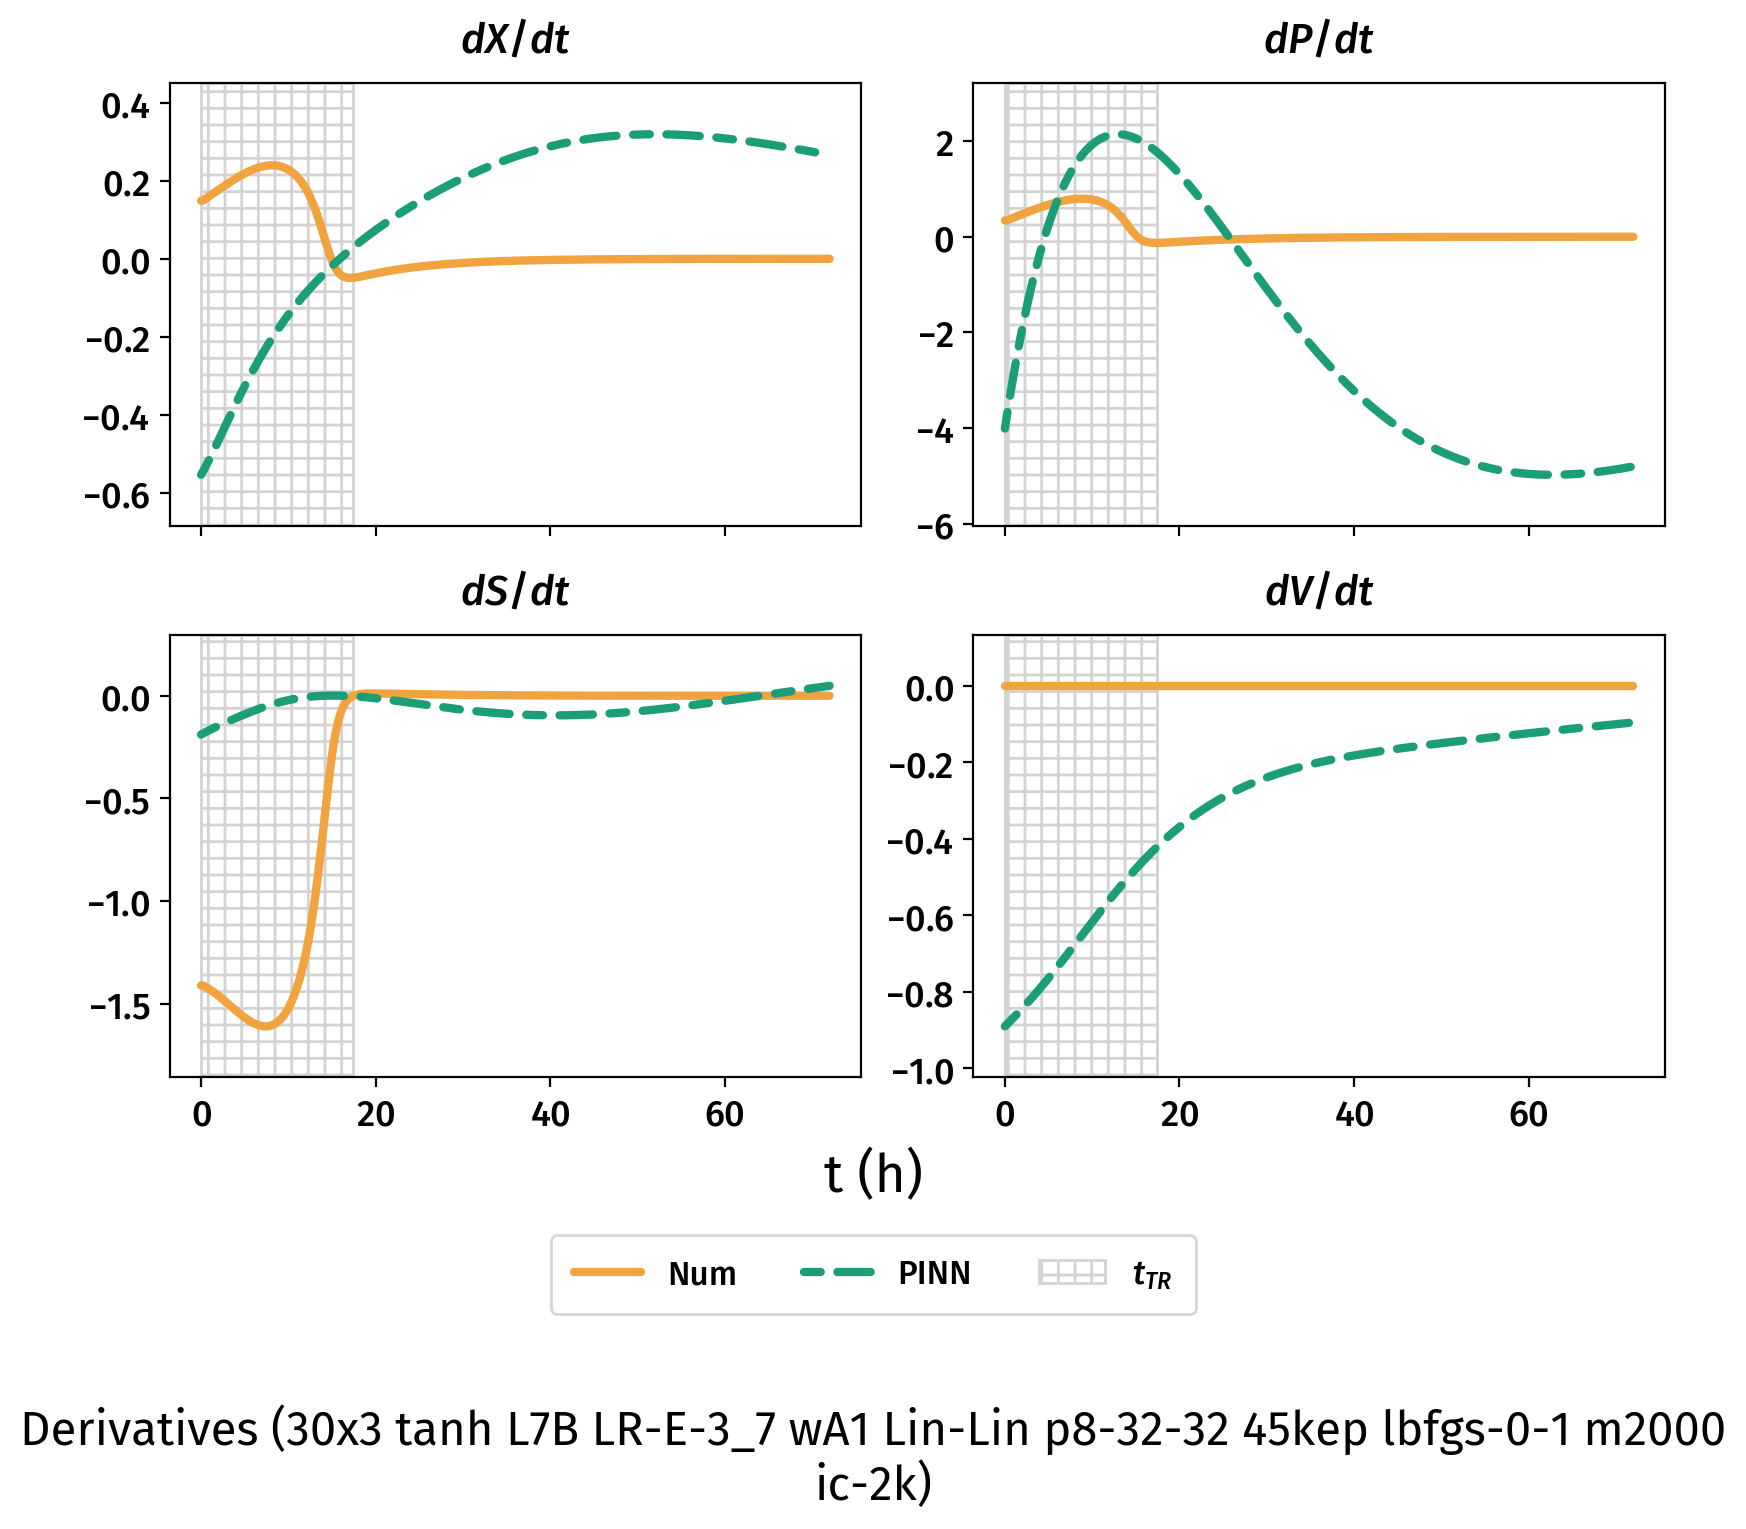 dX/dt
dP/dt
0.4
0.2
0.0
−0.2
−0.4
−0.6
2
0
−2
−4
−6
dS/dt
dV/dt
0.0
−0.5
−1.0
−1.5
0.0
−0.2
−0.4
−0.6
−0.8
−1.0
0 20 40 60
0 20 40 60
t (h)
Num PINN tTR
Derivatives (30x3 tanh L7B LR-E-3_7 wA1 Lin-Lin p8-32-32 45kep lbfgs-0-1 m2000
ic-2k)